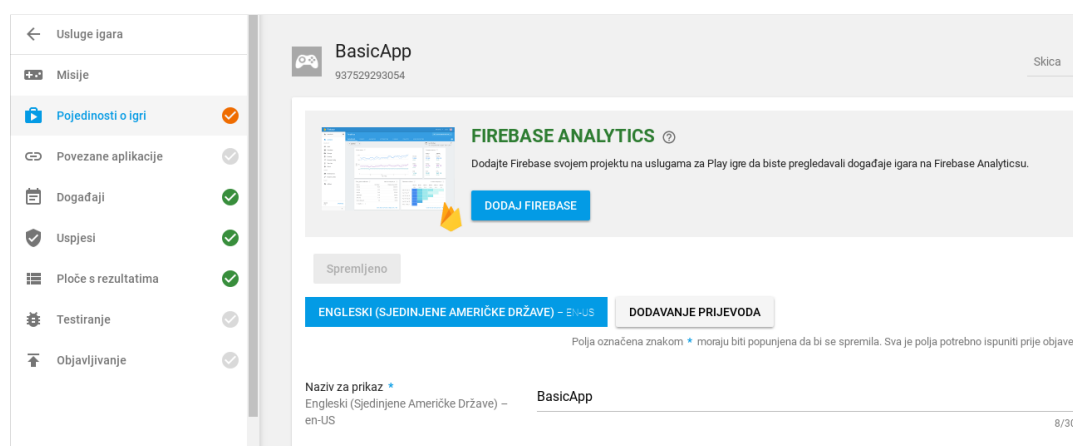 Usluge igara
Misije
Pojedinosti o igri
Povezane aplikacije
Događaji
Uspjesi
Ploče s rezultatima
Testiranje
Objavljivanje
BasicApp
937529293054
Skica
FIREBASE ANALYTICS
Dodajte Firebase svojem projektu na uslugama za Play igre da biste pregledavali događaje igara na Firebase Analyticsu.
DODAJ FIREBASE
Spremljeno
ENGLESKI (SJEDINJENE AMERIČKE DRŽAVE) – EN-US
DODAVANJE PRIJEVODA
Polja označena znakom * moraju biti popunjena da bi se spremila. Sva je polja potrebno ispuniti prije objave
Naziv za prikaz *
Engleski (Sjedinjene Američke Države) –
en-US
BasicApp
8/30